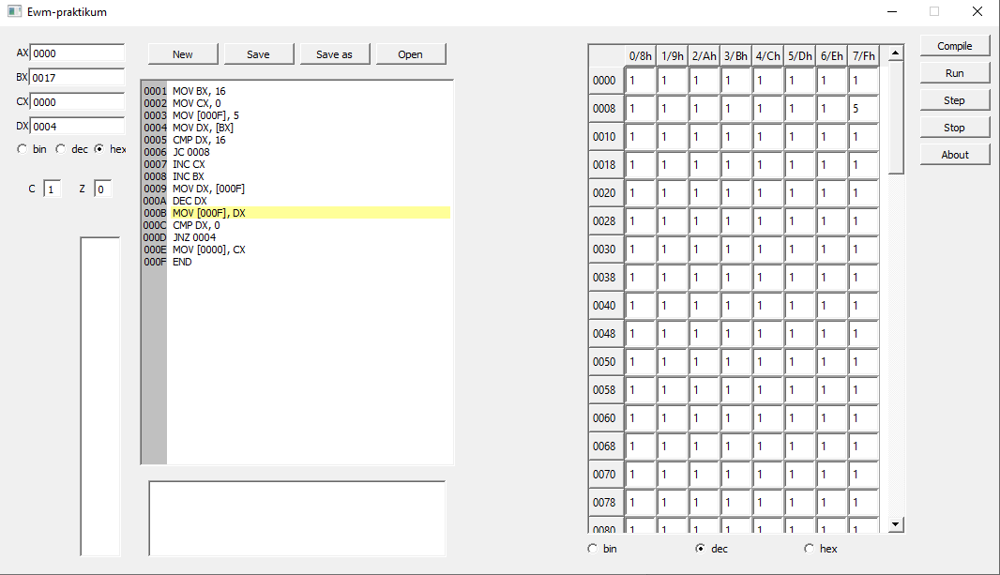 Ewm-praktikum
AX 0000
BX 0017
CX 0000
DX 0004
bin dec hex
C 1 Z 0
New Save Save as Open
0001 MOV BX, 16
0002 MOV CX, 0
0003 MOV [000F], 5
0004 MOV DX, [BX]
0005 CMP DX, 16
0006 JC 0008
0007 INC CX
0008 INC BX
0009 MOV DX, [000F]
000A DEC DX
000B MOV [000F], DX
000C CMP DX, 0
000D JNZ 0004
000E MOV [0000], CX
000F END
0/8h 1/9h 2/Ah 3/Bh 4/Ch 5/Dh 6/Eh 7/Fh
0000 1 1 1 1 1 1 1 1
0008 1 1 1 1 1 1 1 5
0010 1 1 1 1 1 1 1 1
0018 1 1 1 1 1 1 1 1
0020 1 1 1 1 1 1 1 1
0028 1 1 1 1 1 1 1 1
0030 1 1 1 1 1 1 1 1
0038 1 1 1 1 1 1 1 1
0040 1 1 1 1 1 1 1 1
0048 1 1 1 1 1 1 1 1
0050 1 1 1 1 1 1 1 1
0058 1 1 1 1 1 1 1 1
0060 1 1 1 1 1 1 1 1
0068 1 1 1 1 1 1 1 1
0070 1 1 1 1 1 1 1 1
0078 1 1 1 1 1 1 1 1
0080 1 1 1 1 1 1 1 1
bin dec hex
Compile
Run
Step
Stop
About